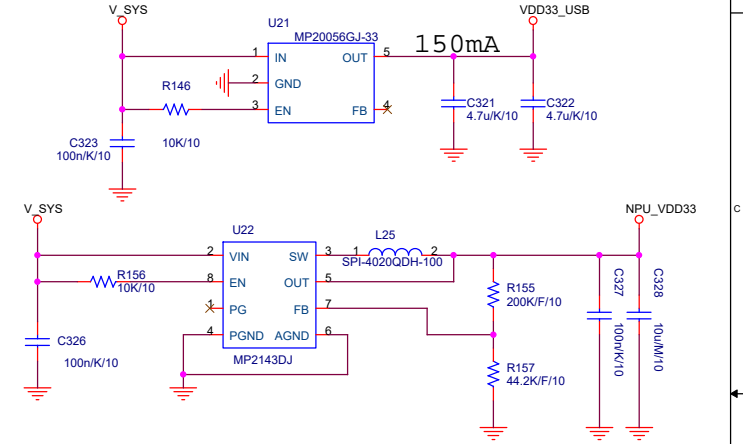 V_SYS
VDD33_USB
U21
MP20056GJ-33
150mA
1 IN OUT 5
2 GND
R146
3 EN FB 4
C321
4.7u/K/10
C322
4.7u/K/10
C323
100n/K/10
10K/10
V_SYS
NPU_VDD33
C
U22
L25
2 VIN SW 3
1 2
SPI-4020QDH-100
R156
10K/10
8 EN OUT 5
1 PG FB 7
4 PGND AGND 6
MP2143DJ
C326
100n/K/10
R155
200K/F/10
R157
44.2K/F/10
C327
100n/K/10
C328
10u/M/10